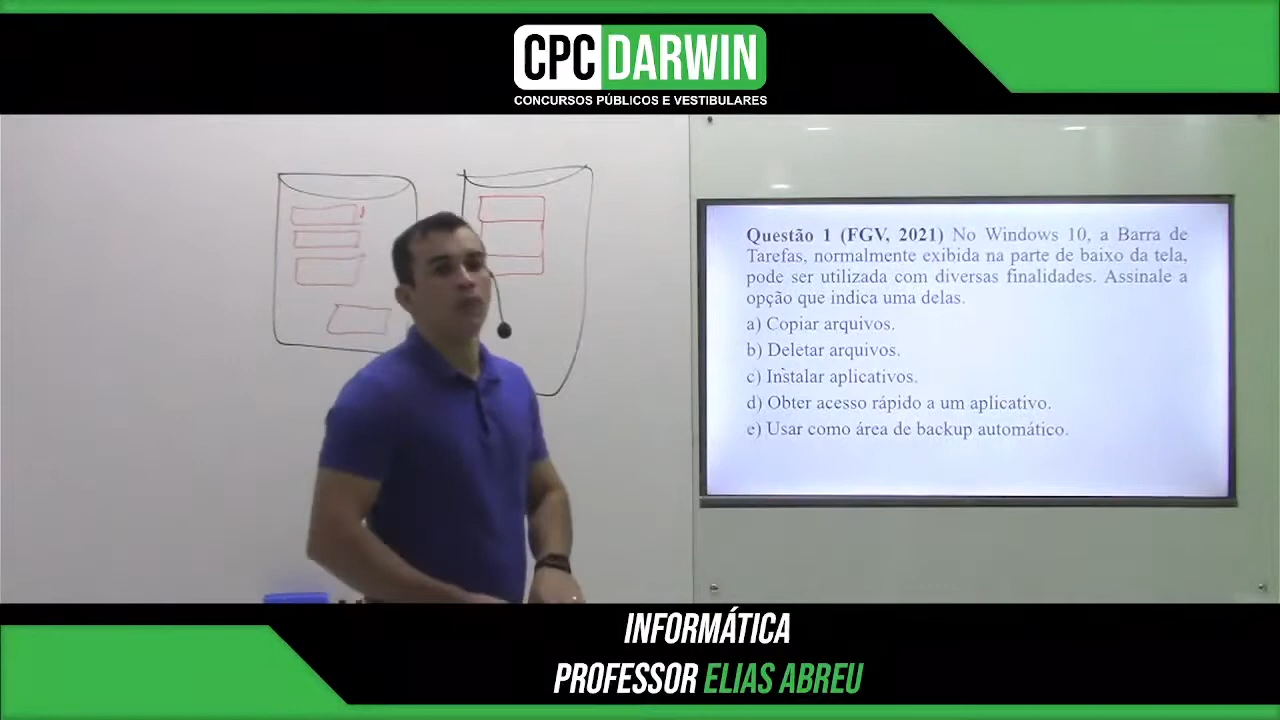 CPC DARWIN
CONCURSOS PÚBLICOS E VESTIBULARES
Questão 1 (FGV, 2021) No Windows 10, a Barra de
Tarefas, normalmente exibida na parte de baixo da tela,
pode ser utilizada com diversas finalidades. Assinale a
opção que indica uma delas.
a) Copiar arquivos.
b) Deletar arquivos.
c) Instalar aplicativos.
d) Obter acesso rápido a um aplicativo.
e) Usar como área de backup automático.
INFORMÁTICA
PROFESSOR ELIAS ABREU